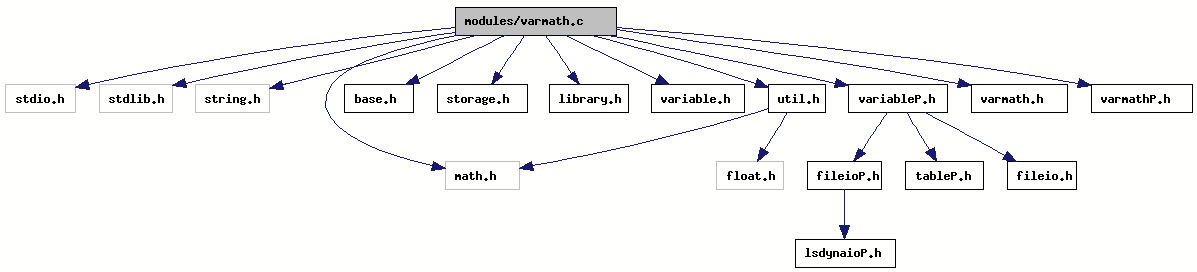 modules/varmath.c
stdio.h
stdlib.h
string.h
base.h
storage.h
library.h
variable.h
util.h
variableP.h
varmath.h
varmathP.h
math.h
float.h
fileioP.h
tableP.h
fileio.h
lsdynaioP.h